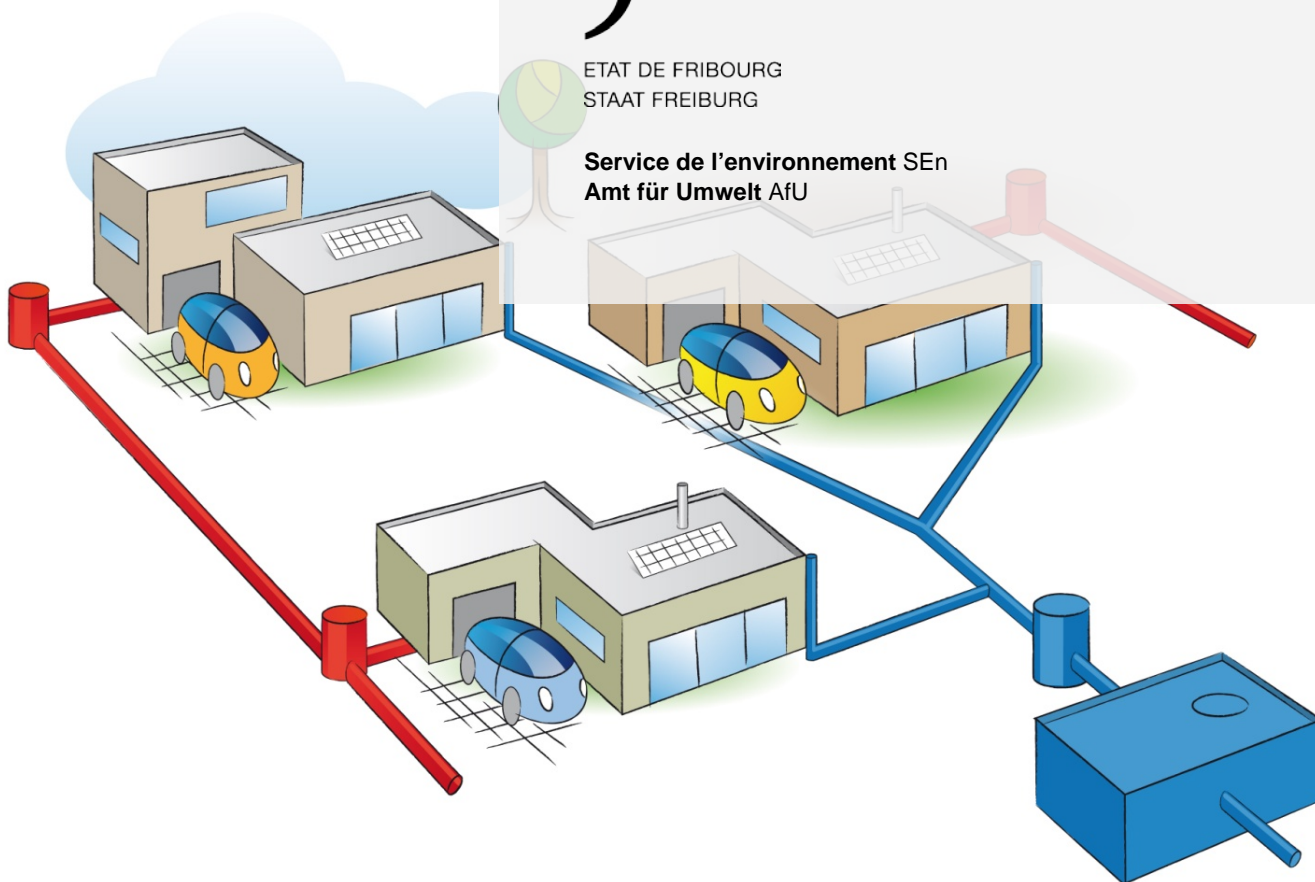 ETAT DE FRIBOURG
STAAT FREIBURG
Service de l'environnement SEn
Amt für Umwelt AfU